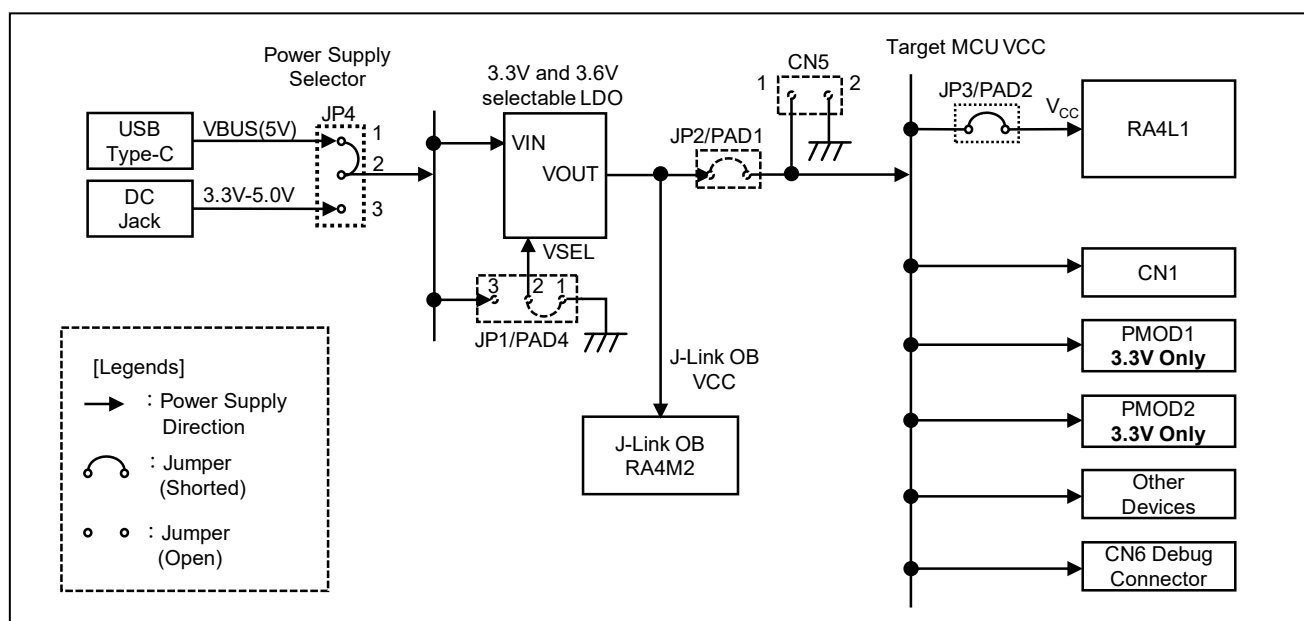 Power Supply
Selector
JP4
USB
Type-C
VBUS(5V)
DC
Jack
3.3V-5.0V
1
2
3
3.3V and 3.6V
selectable LDO
VIN
VOUT
VSEL
3 2 1
JP1/PAD4
CN5
1 2
JP2/PAD1
J-Link OB
VCC
J-Link OB
RA4M2
Target MCU VCC
JP3/PAD2
VCC
RA4L1
CN1
PMOD1
3.3V Only
PMOD2
3.3V Only
Other
Devices
CN6 Debug
Connector
[Legends]
: Power Supply
Direction
: Jumper
(Shorted)
: Jumper
(Open)